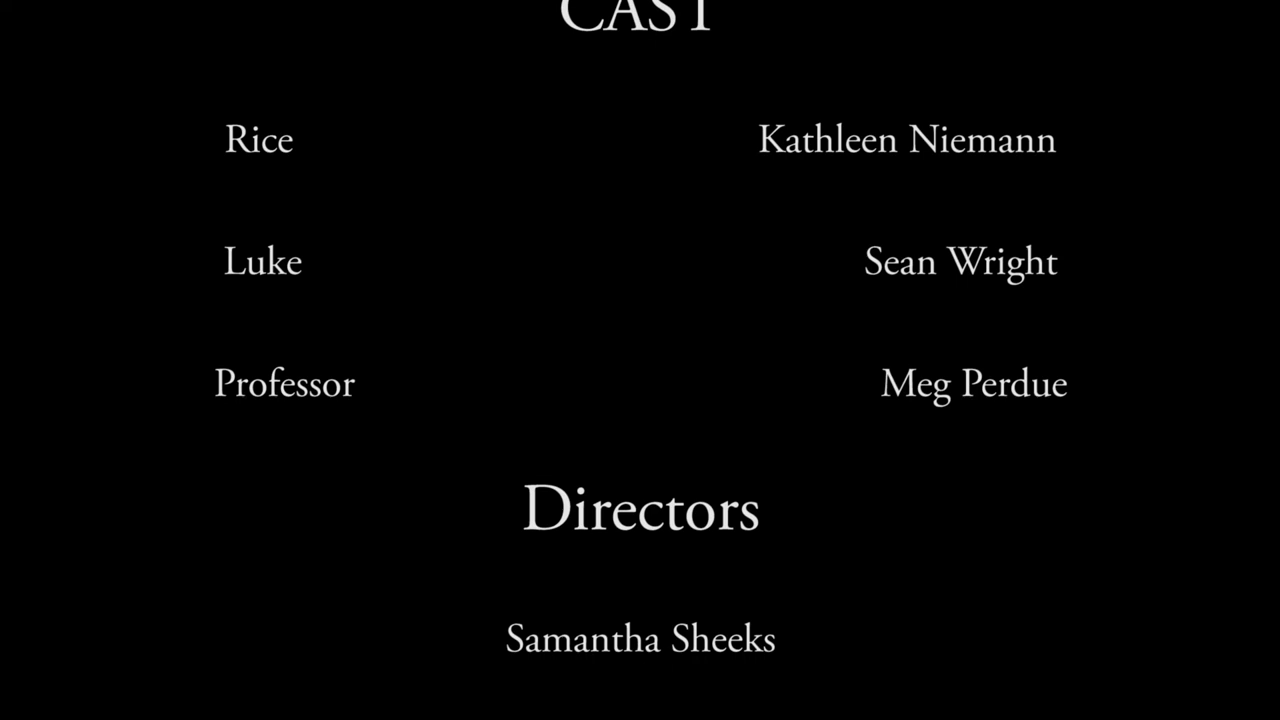 CAST
Rice Kathleen Niemann
Luke Sean Wright
Professor Meg Perdue
Directors
Samantha Sheeks